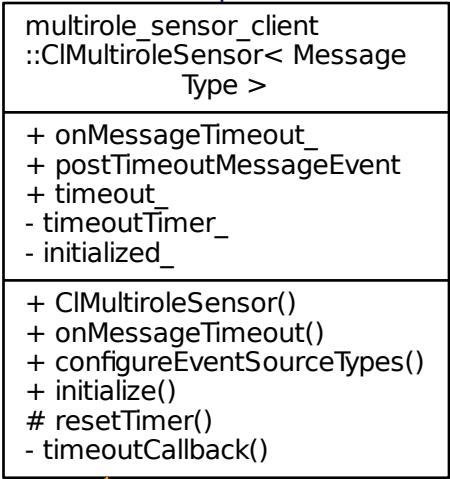 multirole_sensor_client
::ClMultiroleSensor< Message
Type >
+ onMessageTimeout_
+ postTimeoutMessageEvent
+ timeout_
- timeoutTimer_
- initialized_
+ ClMultiroleSensor()
+ onMessageTimeout()
+ configureEventSourceTypes()
+ initialize()
# resetTimer()
- timeoutCallback()